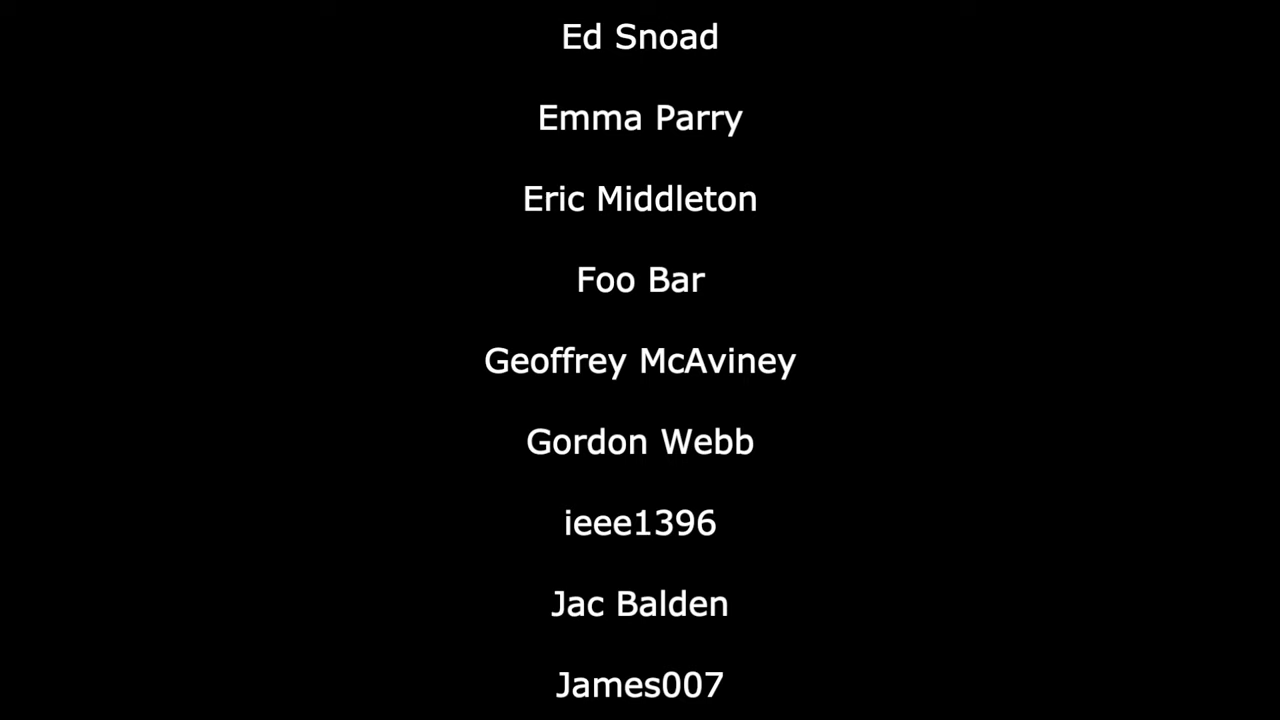 Ed Snoad
Emma Parry
Eric Middleton
Foo Bar
Geoffrey McAviney
Gordon Webb
ieee1396
Jac Balden
James007